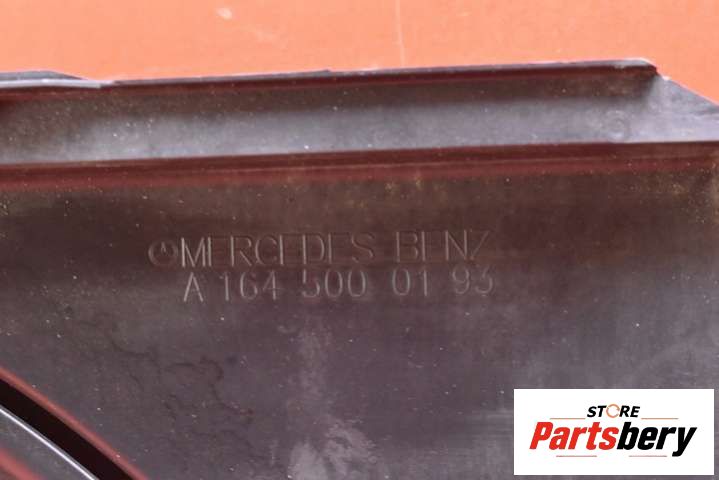 MERCEDES BENZ
A 164 500 01 93
STORE
Partsbery